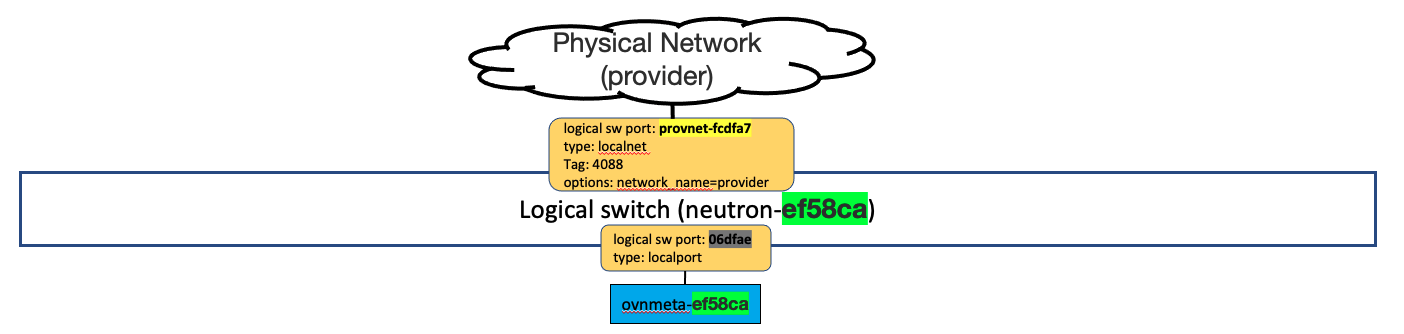 Physical Network
(provider)
logical sw port: provnet-fcdfa7
type: localnet
Tag: 4088
options: network_name=provider
Logical switch (neutron-ef58ca)
logical sw port: 06dfae
type: localport
ovnmeta-ef58ca